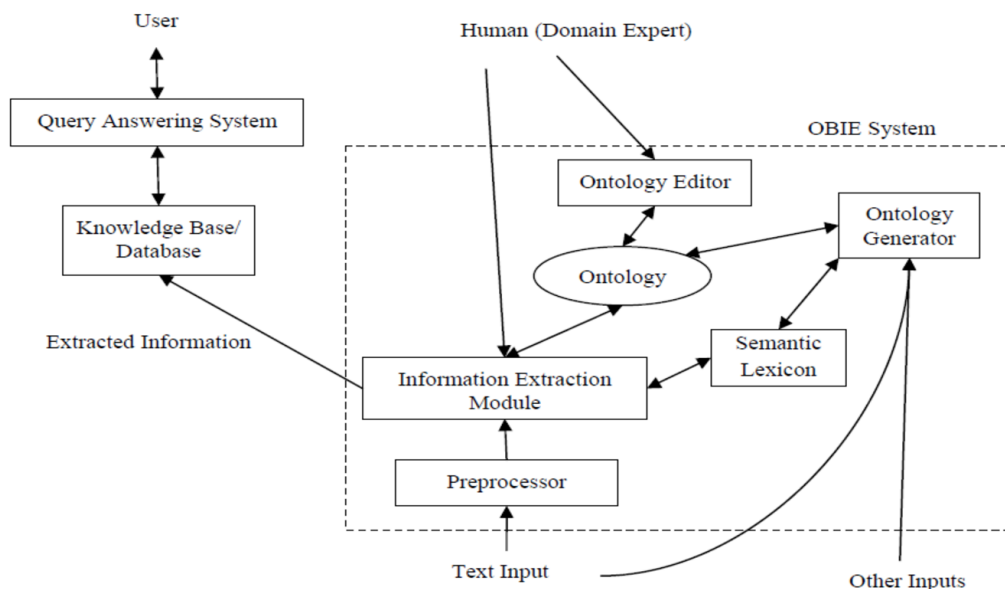 User
Human (Domain Expert)
Query Answering System
OBIE System
Ontology Editor
Knowledge Base/
Database
Ontology
Generator
Ontology
Extracted Information
Semantic
Lexicon
Information Extraction
Module
Preprocessor
Text Input
Other Inputs